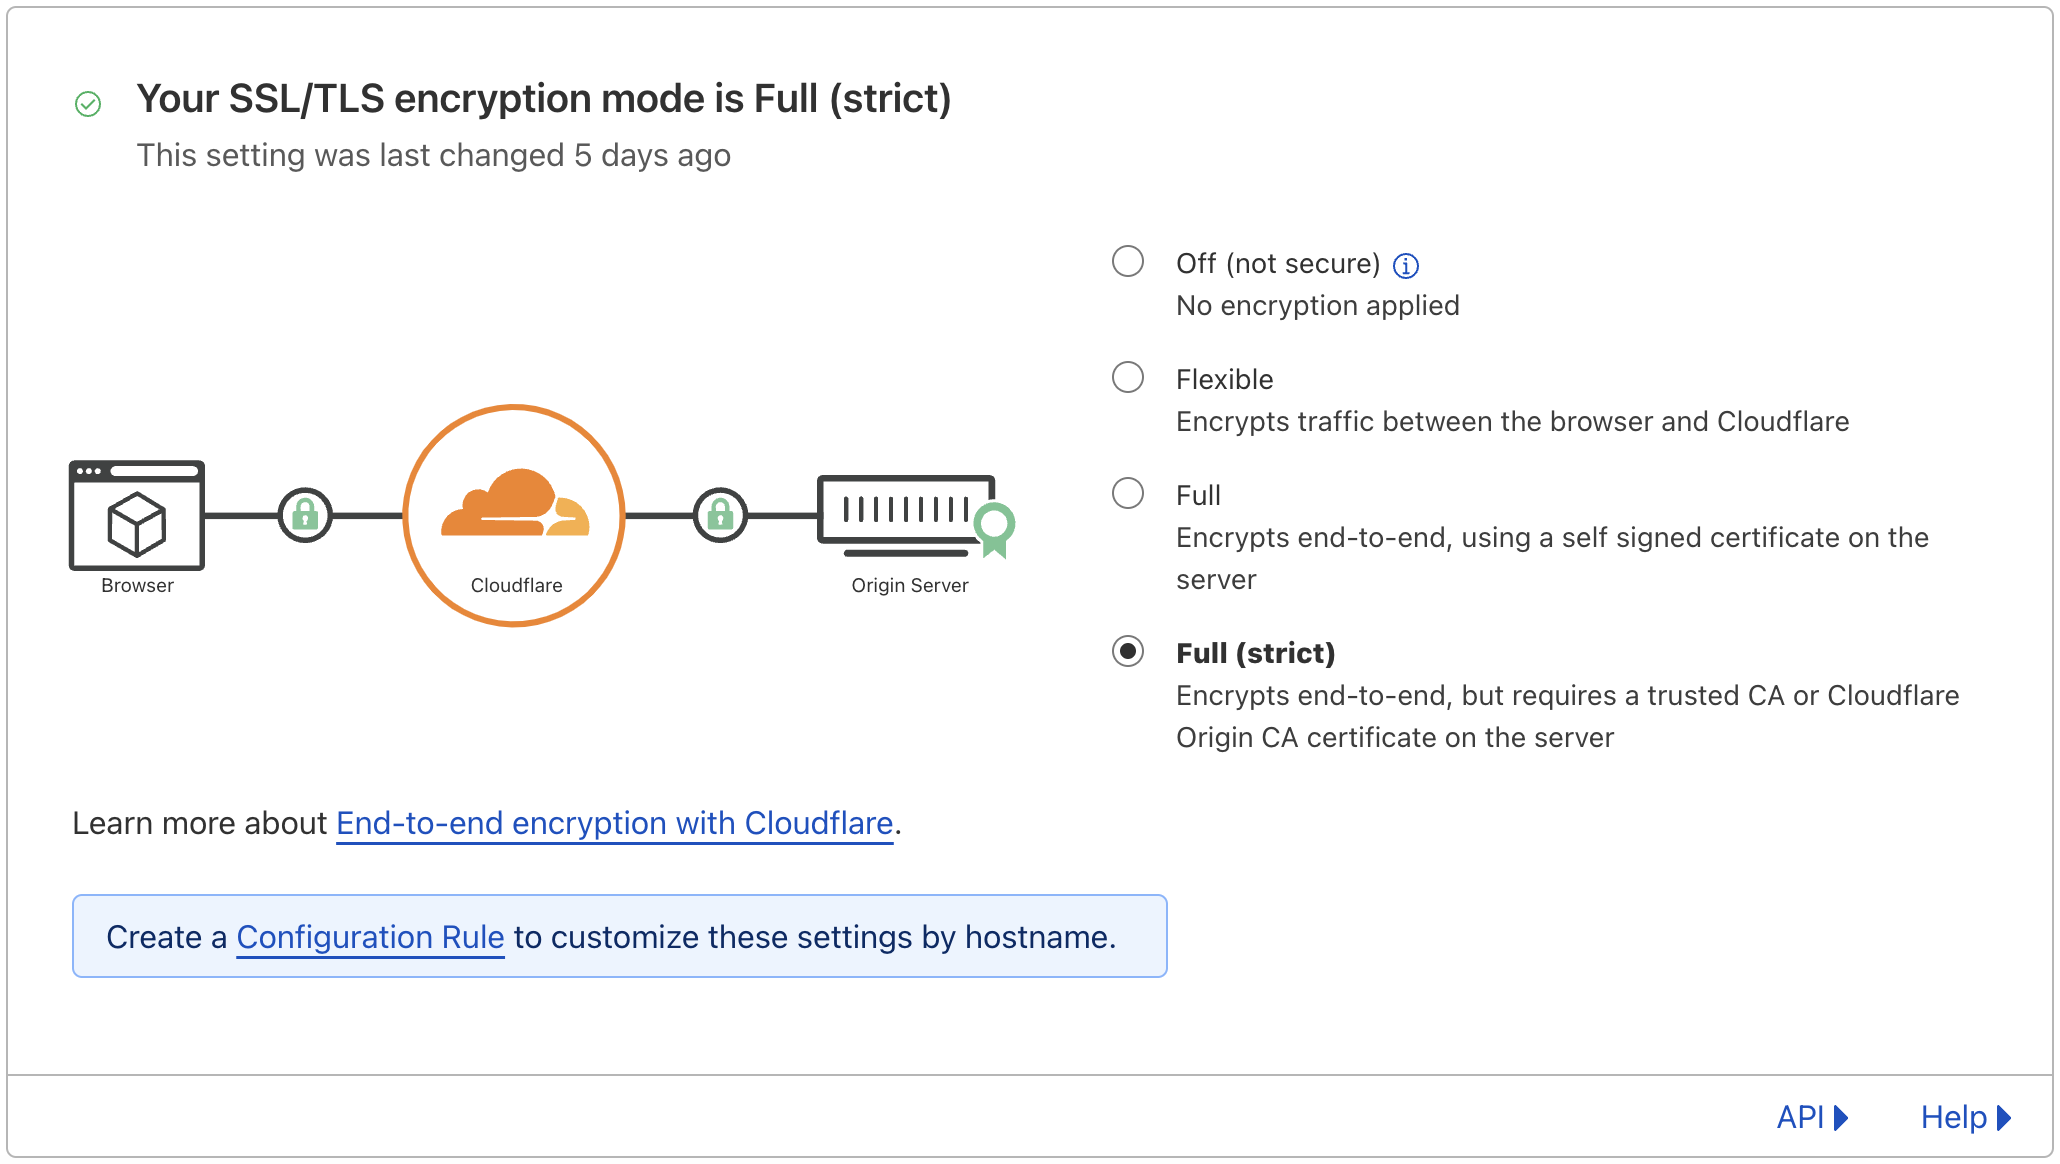 Your SSL/TLS encryption mode is Full (strict)
This setting was last changed 5 days ago
Browser
Cloudflare
Origin Server
Off (not secure)
No encryption applied
Flexible
Encrypts traffic between the browser and Cloudflare
Full
Encrypts end-to-end, using a self signed certificate on the
server
Full (strict)
Encrypts end-to-end, but requires a trusted CA or Cloudflare
Origin CA certificate on the server
Learn more about End-to-end encryption with Cloudflare.
Create a Configuration Rule to customize these settings by hostname.
API
Help